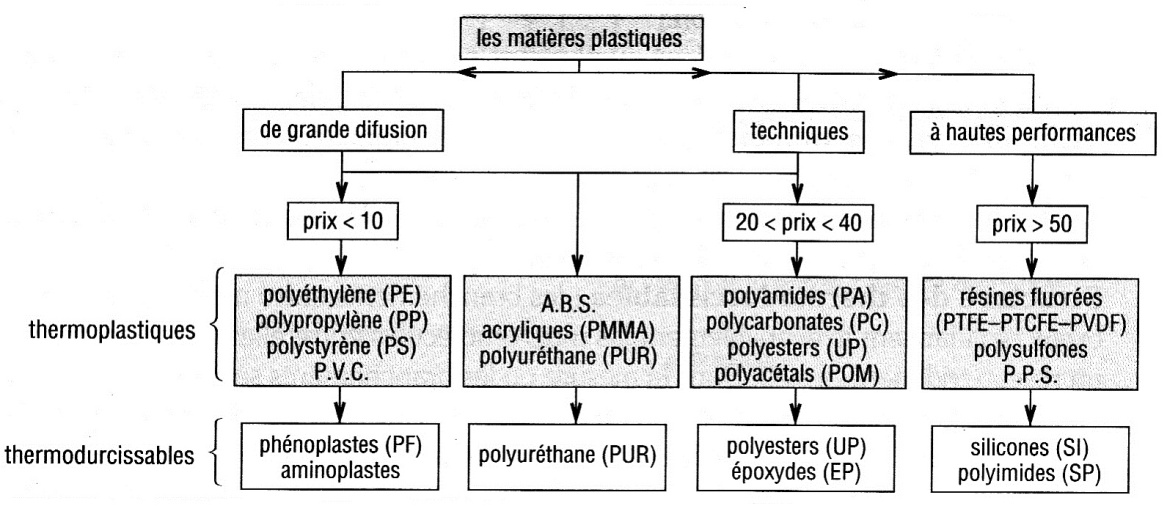 les matières plastiques
de grande difusion
techniques
à hautes performances
prix < 10
20 < prix < 40
prix > 50
thermoplastiques
polyéthylène (PE)
polypropylène (PP)
polystyrène (PS)
P.V.C.
A.B.S.
acryliques (PMMA)
polyuréthane (PUR)
polyamides (PA)
polycarbonates (PC)
polyesters (UP)
polyacétals (POM)
résines fluorées
(PTFE–PTCFE–PVDF)
polysulfones
P.P.S.
thermodurcissables
phénoplastes (PF)
aminoplastes
polyuréthane (PUR)
polyesters (UP)
époxydes (EP)
silicones (SI)
polyimides (SP)